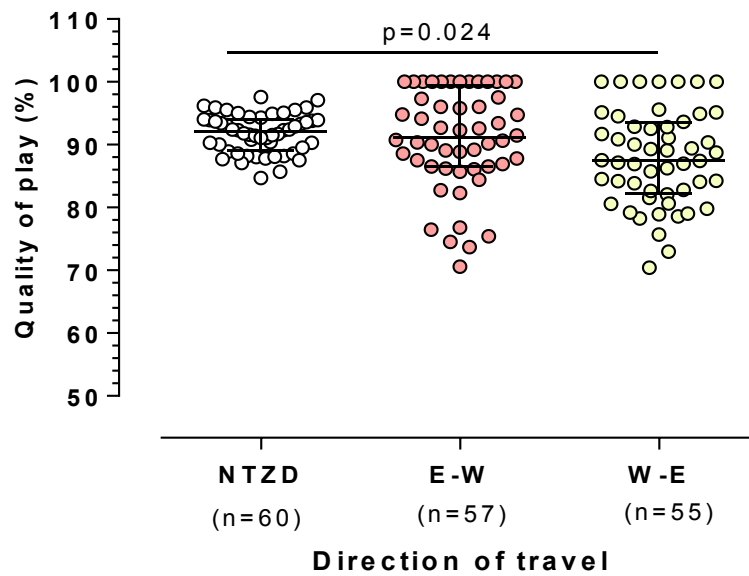 p=0.024
Quality of play (%)
110
100
90
80
70
60
50
NTZD
E-W
W-E
(n=60)
(n=57)
(n=55)
Direction of travel